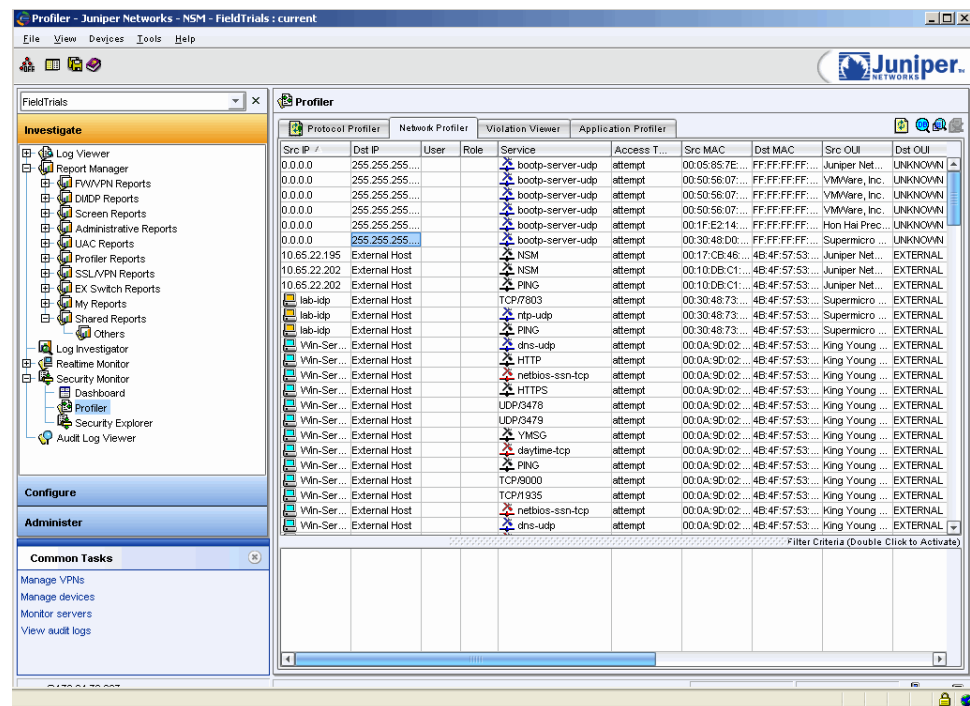 Profiler - Juniper Networks - NSM - FieldTrials : current
File View Devices Tools Help
Juniper
NETWORKS
FieldTrials
Investigate
Log Viewer
Report Manager
FW/VPN Reports
DI/IDP Reports
Screen Reports
Administrative Reports
UAC Reports
Profiler Reports
SSL/VPN Reports
EX Switch Reports
My Reports
Shared Reports
Others
Log Investigator
Realtime Monitor
Security Monitor
Dashboard
Profiler
Security Explorer
Audit Log Viewer
Configure
Administer
Common Tasks
Manage VPNs
Manage devices
Monitor servers
View audit logs
Profiler
Protocol Profiler Network Profiler Violation Viewer Application Profiler
Src IP Dst IP User Role Service Access T... Src MAC Dst MAC Src OUI Dst OUI
0.0.0.0 255.255.255.... bootp-server-udp attempt 00:05:85:7E:... FF:FF:FF:FF:... Juniper Net... UNKNOWN
0.0.0.0 255.255.255.... bootp-server-udp attempt 00:50:56:07:... FF:FF:FF:FF:... VMWare, Inc. UNKNOWN
0.0.0.0 255.255.255.... bootp-server-udp attempt 00:50:56:07:... FF:FF:FF:FF:... VMWare, Inc. UNKNOWN
0.0.0.0 255.255.255.... bootp-server-udp attempt 00:50:56:07:... FF:FF:FF:FF:... VMWare, Inc. UNKNOWN
0.0.0.0 255.255.255.... bootp-server-udp attempt 00:1F:E2:14:... FF:FF:FF:FF:... Hon Hai Prec... UNKNOWN
0.0.0.0 255.255.255.... bootp-server-udp attempt 00:30:48:D0:... FF:FF:FF:FF:... Supermicro ... UNKNOWN
10.65.22.195 External Host NSM attempt 00:17:CB:46:... 4B:4F:57:53:... Juniper Net... EXTERNAL
10.65.22.202 External Host NSM attempt 00:10:DB:C1:... 4B:4F:57:53:... Juniper Net... EXTERNAL
10.65.22.202 External Host PING attempt 00:10:DB:C1:... 4B:4F:57:53:... Juniper Net... EXTERNAL
lab-idp External Host TCP/7803 attempt 00:30:48:73:... 4B:4F:57:53:... Supermicro ... EXTERNAL
lab-idp External Host ntp-udp attempt 00:30:48:73:... 4B:4F:57:53:... Supermicro ... EXTERNAL
lab-idp External Host PING attempt 00:30:48:73:... 4B:4F:57:53:... Supermicro ... EXTERNAL
Win-Ser... External Host dns-udp attempt 00:0A:9D:02:... 4B:4F:57:53:... King Young ... EXTERNAL
Win-Ser... External Host HTTP attempt 00:0A:9D:02:... 4B:4F:57:53:... King Young ... EXTERNAL
Win-Ser... External Host netbios-ssn-tcp attempt 00:0A:9D:02:... 4B:4F:57:53:... King Young ... EXTERNAL
Win-Ser... External Host HTTPS attempt 00:0A:9D:02:... 4B:4F:57:53:... King Young ... EXTERNAL
Win-Ser... External Host UDP/3478 attempt 00:0A:9D:02:... 4B:4F:57:53:... King Young ... EXTERNAL
Win-Ser... External Host UDP/3479 attempt 00:0A:9D:02:... 4B:4F:57:53:... King Young ... EXTERNAL
Win-Ser... External Host YMSG attempt 00:0A:9D:02:... 4B:4F:57:53:... King Young ... EXTERNAL
Win-Ser... External Host daytime-tcp attempt 00:0A:9D:02:... 4B:4F:57:53:... King Young ... EXTERNAL
Win-Ser... External Host PING attempt 00:0A:9D:02:... 4B:4F:57:53:... King Young ... EXTERNAL
Win-Ser... External Host TCP/9000 attempt 00:0A:9D:02:... 4B:4F:57:53:... King Young ... EXTERNAL
Win-Ser... External Host TCP/1935 attempt 00:0A:9D:02:... 4B:4F:57:53:... King Young ... EXTERNAL
Win-Ser... External Host netbios-ssn-tcp attempt 00:0A:9D:02:... 4B:4F:57:53:... King Young ... EXTERNAL
Win-Ser... External Host dns-udp attempt 00:0A:9D:02:... 4B:4F:57:53:... King Young ... EXTERNAL
Filter Criteria (Double Click to Activate)